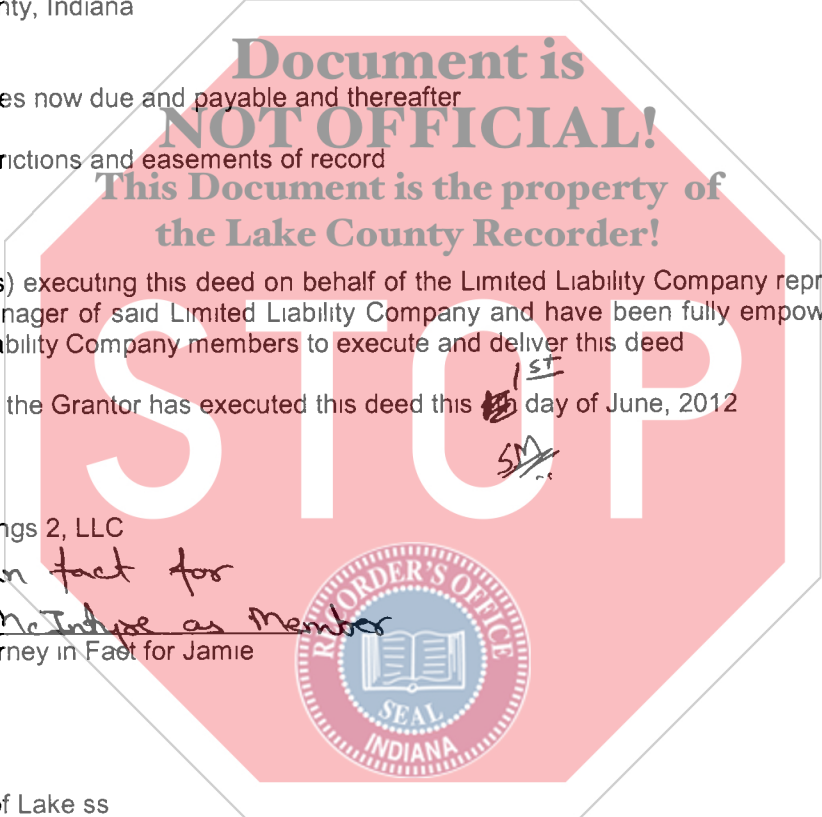 nty, Indiana
Document is
es now due and payable and thereafter
NOT OFFICIAL!
rictions and easements of record
This Document is the property of
the Lake County Recorder!
s) executing this deed on behalf of the Limited Liability Company repr
nager of said Limited Liability Company and have been fully empow
ability Company members to execute and deliver this deed
STOP
1 ST
the Grantor has executed this deed this day of June, 2012
SM
ngs 2, LLC
n fact for
McIntyre as Member
rney in Fact for Jamie
RECORDER'S OFFICE
SEAL
INDIANA
of Lake ss